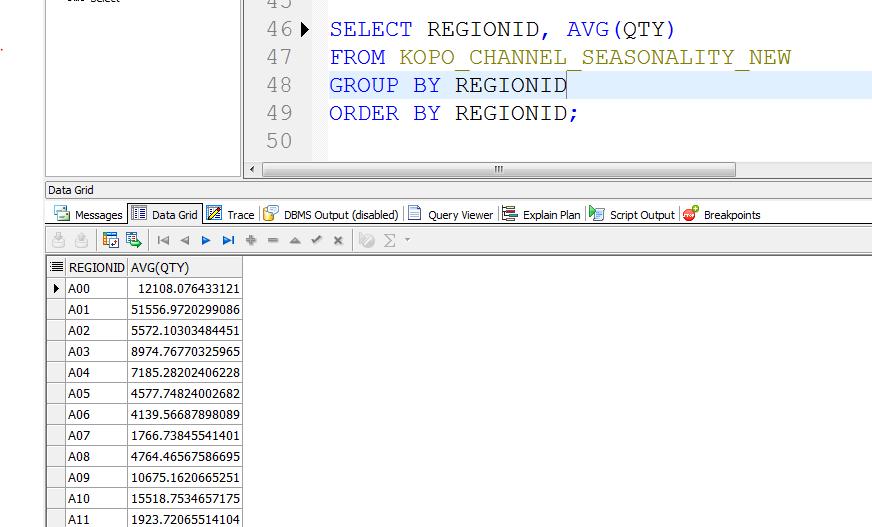 46 SELECT REGIONID, AVG(QTY)
47 FROM KOPO_CHANNEL_SEASONALITY_NEW
48 GROUP BY REGIONID
49 ORDER BY REGIONID;
50
Data Grid
Messages Data Grid Trace DBMS Output (disabled) Query Viewer Explain Plan Script Output Breakpoints
REGIONID AVG(QTY)
A00 12108.076433121
A01 51556.9720299086
A02 5572.10303484451
A03 8974.76770325965
A04 7185.28202406228
A05 4577.74824002682
A06 4139.56687898089
A07 1766.73845541401
A08 4764.46567586695
A09 10675.1620665251
A10 15518.7534657175
A11 1923.72065514104